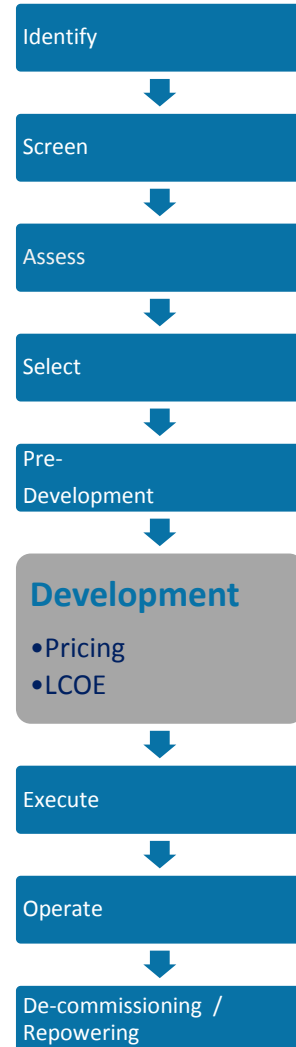 Identify
Screen
Assess
Select
Pre-
Development
Development
•Pricing
•LCOE
Execute
Operate
De-commissioning /
Repowering